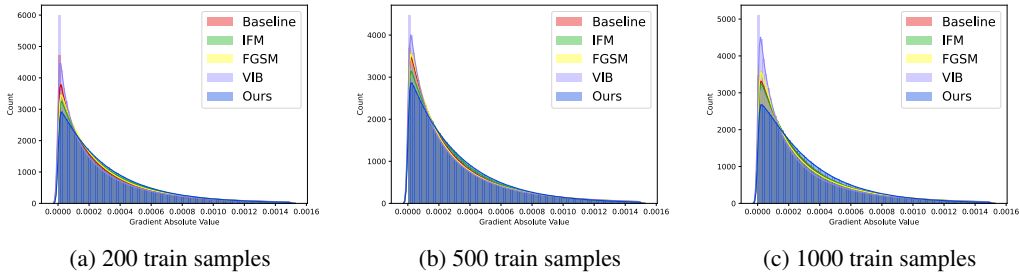 6000
5000
4000
3000
2000
1000
0
Count
Baseline
IFM
FGSM
VIB
Ours
0.0000 0.0002 0.0004 0.0006 0.0008 0.0010 0.0012 0.0014 0.0016
Gradient Absolute Value
(a) 200 train samples
4000
3000
2000
1000
0
Count
Baseline
IFM
FGSM
VIB
Ours
0.0000 0.0002 0.0004 0.0006 0.0008 0.0010 0.0012 0.0014 0.0016
Gradient Absolute Value
(b) 500 train samples
5000
4000
3000
2000
1000
0
Count
Baseline
IFM
FGSM
VIB
Ours
0.0000 0.0002 0.0004 0.0006 0.0008 0.0010 0.0012 0.0014 0.0016
Gradient Absolute Value
(c) 1000 train samples